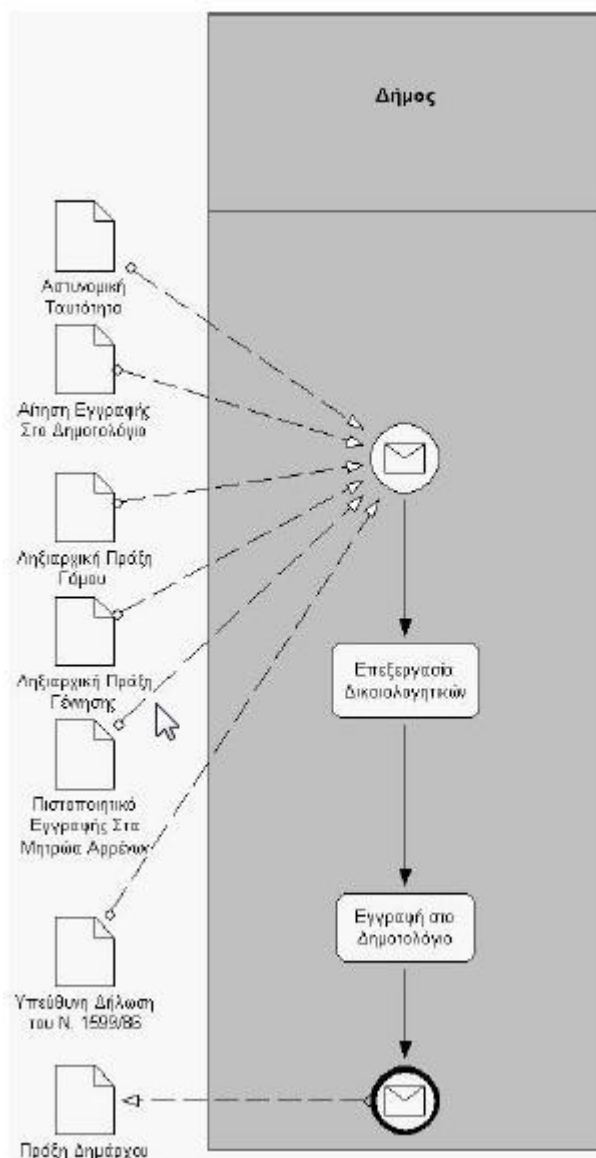 Δήμος
Αστυνομική
Ταυτότητα
Αίτηση Εγγραφής
Στο Δημοτολόγιο
Ληξιαρχική Πράξη
Γάμου
Ληξιαρχική Πράξη
Γέννησης
Πιστοποιητικό
Εγγραφής Στα
Μητρώα Αρρένων
Υπεύθυνη Δήλωση
του Ν. 1599/86
Πράξη Δημάρχου
Επεξεργασία
Δικαιολογητικών
Εγγραφή στο
Δημοτολόγιο